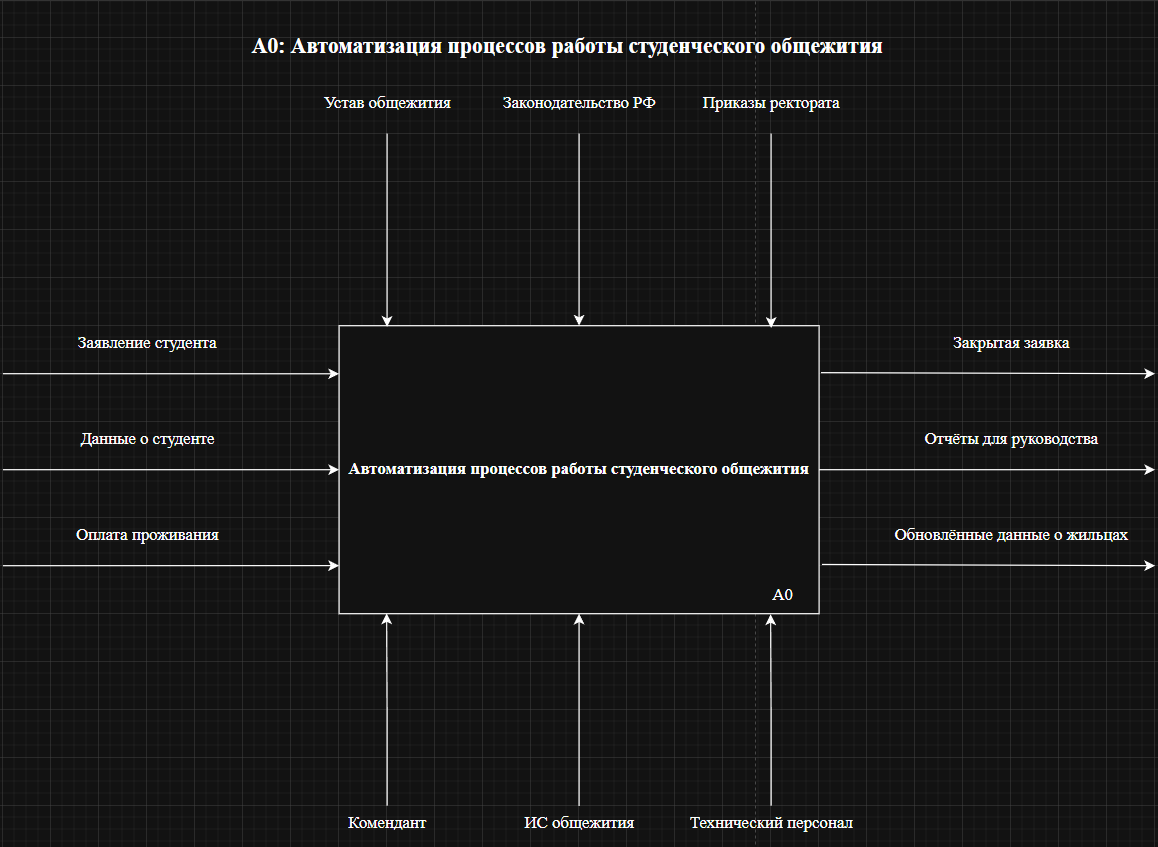 A0: Автоматизация процессов работы студенческого общежития
Устав общежития
Законодательство РФ
Приказы ректората
Заявление студента
Закрытая заявка
Данные о студенте
Отчёты для руководства
Автоматизация процессов работы студенческого общежития
Оплата проживания
Обновлённые данные о жильцах
A0
Комендант
ИС общежития
Технический персонал